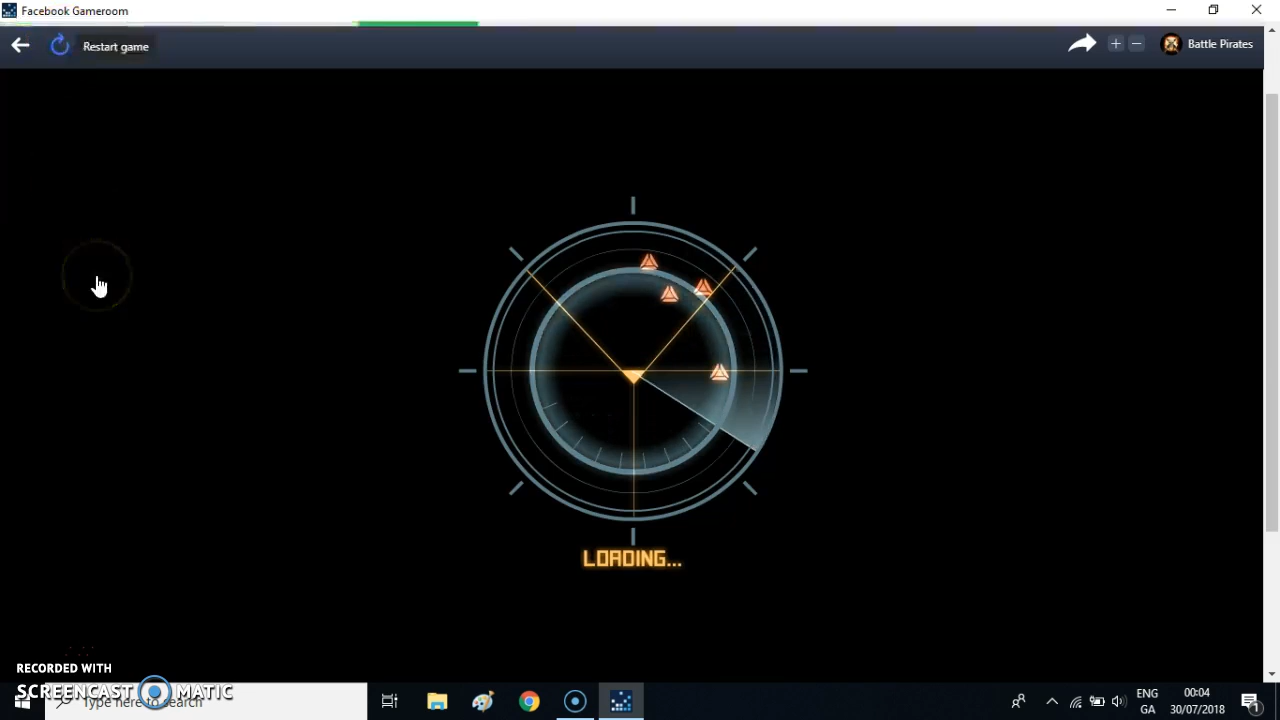 Facebook Gameroom
Restart game
Battle Pirates
LOADING...
RECORDED WITH
SCREENCAST MATIC
Type here to search
ENG
GA
00:04
30/07/2018
1